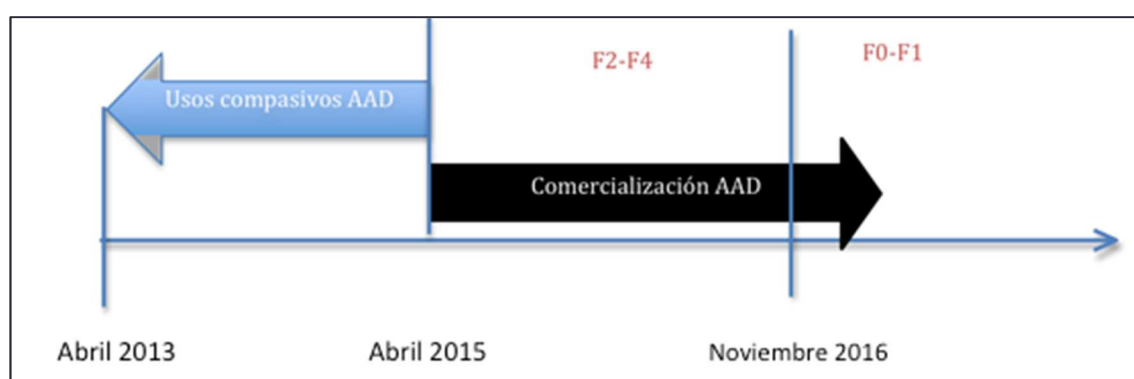 F2-F4
F0-F1
Usos compasivos AAD
Comercialización AAD
Abril 2013
Abril 2015
Noviembre 2016